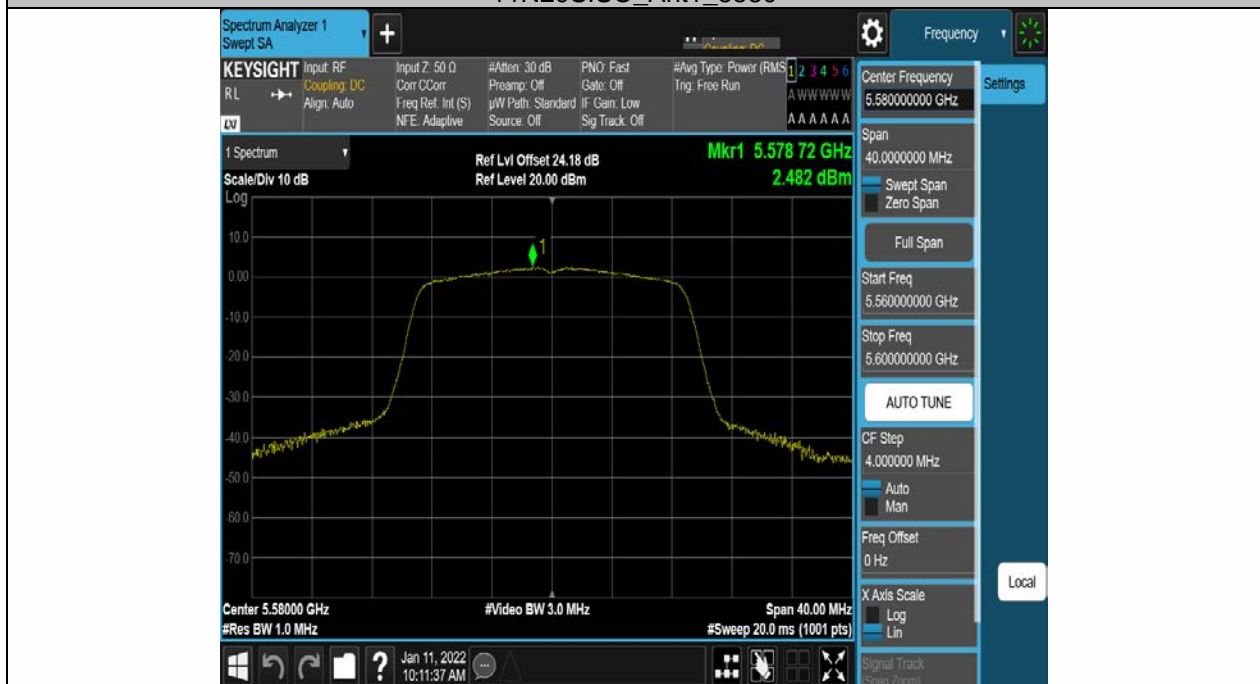 Spectrum Analyzer 1
Swept SA
Frequency
KEYSIGHT
Input: RF
Coupling: DC
Align: Auto
RL
LXI
Input Z: 50 Ω
Corr CCorr
Freq Ref: Int (S)
NFE: Adaptive
#Atten: 30 dB
Preamp: Off
µW Path: Standard
Source: Off
PNO: Fast
Gate: Off
IF Gain: Low
Sig Track: Off
#Avg Type: Power (RMS
Trig: Free Run
1 2 3 4 5 6
A W W W W W
A A A A A A
Center Frequency
5.580000000 GHz
Settings
Span
40.0000000 MHz
Swept Span
Zero Span
Full Span
Start Freq
5.560000000 GHz
Stop Freq
5.600000000 GHz
AUTO TUNE
CF Step
4.000000 MHz
Auto
Man
Freq Offset
0 Hz
X Axis Scale
Log
Lin
Signal Track
(Span Zoom)
Local
1 Spectrum
Scale/Div 10 dB
Log
Ref Lvl Offset 24.18 dB
Ref Level 20.00 dBm
Mkr1 5.578 72 GHz
2.482 dBm
1
10.0
0.00
-10.0
-20.0
-30.0
-40.0
-50.0
-60.0
-70.0
Center 5.58000 GHz
#Res BW 1.0 MHz
#Video BW 3.0 MHz
Span 40.00 MHz
#Sweep 20.0 ms (1001 pts)
?
Jan 11, 2022
10:11:37 AM